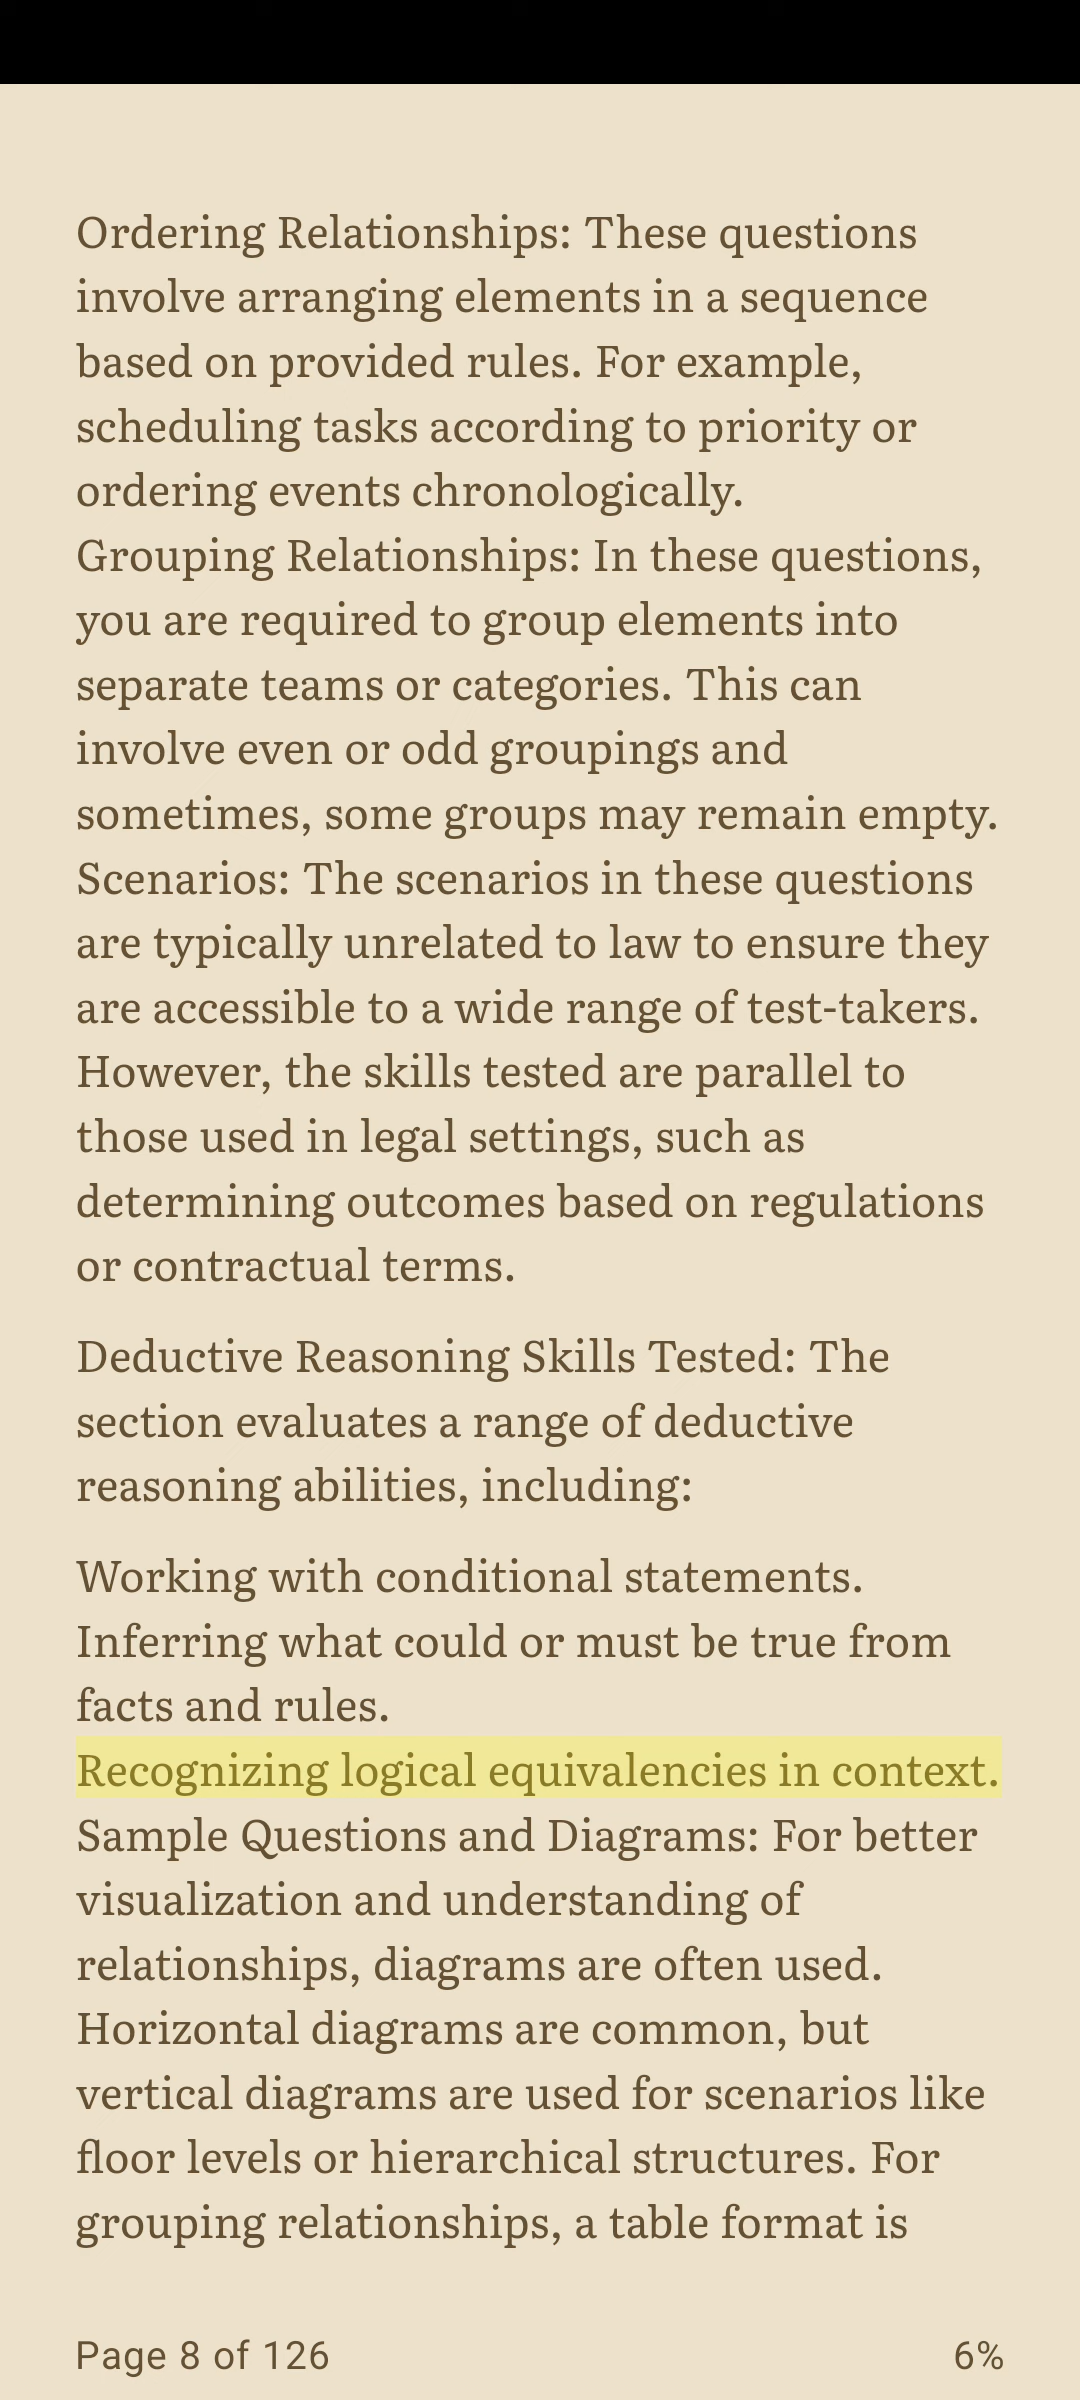 Ordering Relationships: These questions
involve arranging elements in a sequence
based on provided rules. For example,
scheduling tasks according to priority or
ordering events chronologically.
Grouping Relationships: In these questions,
you are required to group elements into
separate teams or categories. This can
involve even or odd groupings and
sometimes, some groups may remain empty.
Scenarios: The scenarios in these questions
are typically unrelated to law to ensure they
are accessible to a wide range of test-takers.
However, the skills tested are parallel to
those used in legal settings, such as
determining outcomes based on regulations
or contractual terms.
Deductive Reasoning Skills Tested: The
section evaluates a range of deductive
reasoning abilities, including:
Working with conditional statements.
Inferring what could or must be true from
facts and rules.
Recognizing logical equivalencies in context.
Sample Questions and Diagrams: For better
visualization and understanding of
relationships, diagrams are often used.
Horizontal diagrams are common, but
vertical diagrams are used for scenarios like
floor levels or hierarchical structures. For
grouping relationships, a table format is
Page 8 of 126
6%